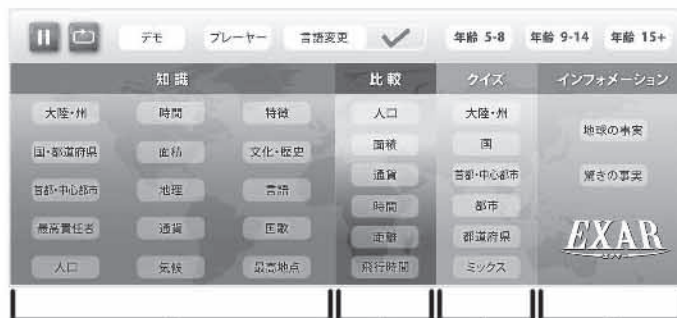 デモ プレーヤー 言語変更 年齢 5-8 年齢 9-14 年齢 15+
知識 比較 クイズ インフォメーション
大陸・州 時間 特徴 人口 大陸・州
国・都道府県 面積 文化・歴史 面積 国 地球の事実
首都・中心都市 地理 言語 通貨 首都・中心都市 驚きの事実
最高責任者 通貨 国歌 時間 都市
人口 気候 最高地点 距離 都道府県
飛行時間 ミックス
EXAR
エグザ